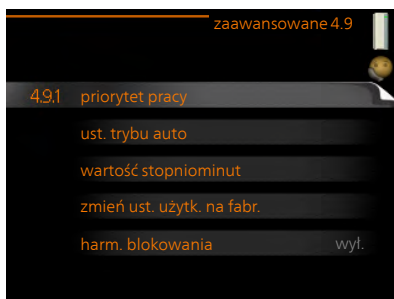 zaawansowane 4.9
4.9.1 priorytet pracy
ust. trybu auto
wartość stopniominut
zmień ust. użytk. na fabr.
harm. blokowania wył.